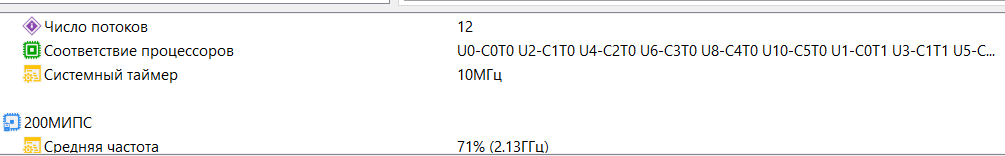 Число потоков 12
Соответствие процессоров U0-C0T0 U2-C1T0 U4-C2T0 U6-C3T0 U8-C4T0 U10-C5T0 U1-C0T1 U3-C1T1 U5-C...
Системный таймер 10МГц
200МИПС
Средняя частота 71% (2.13ГГц)